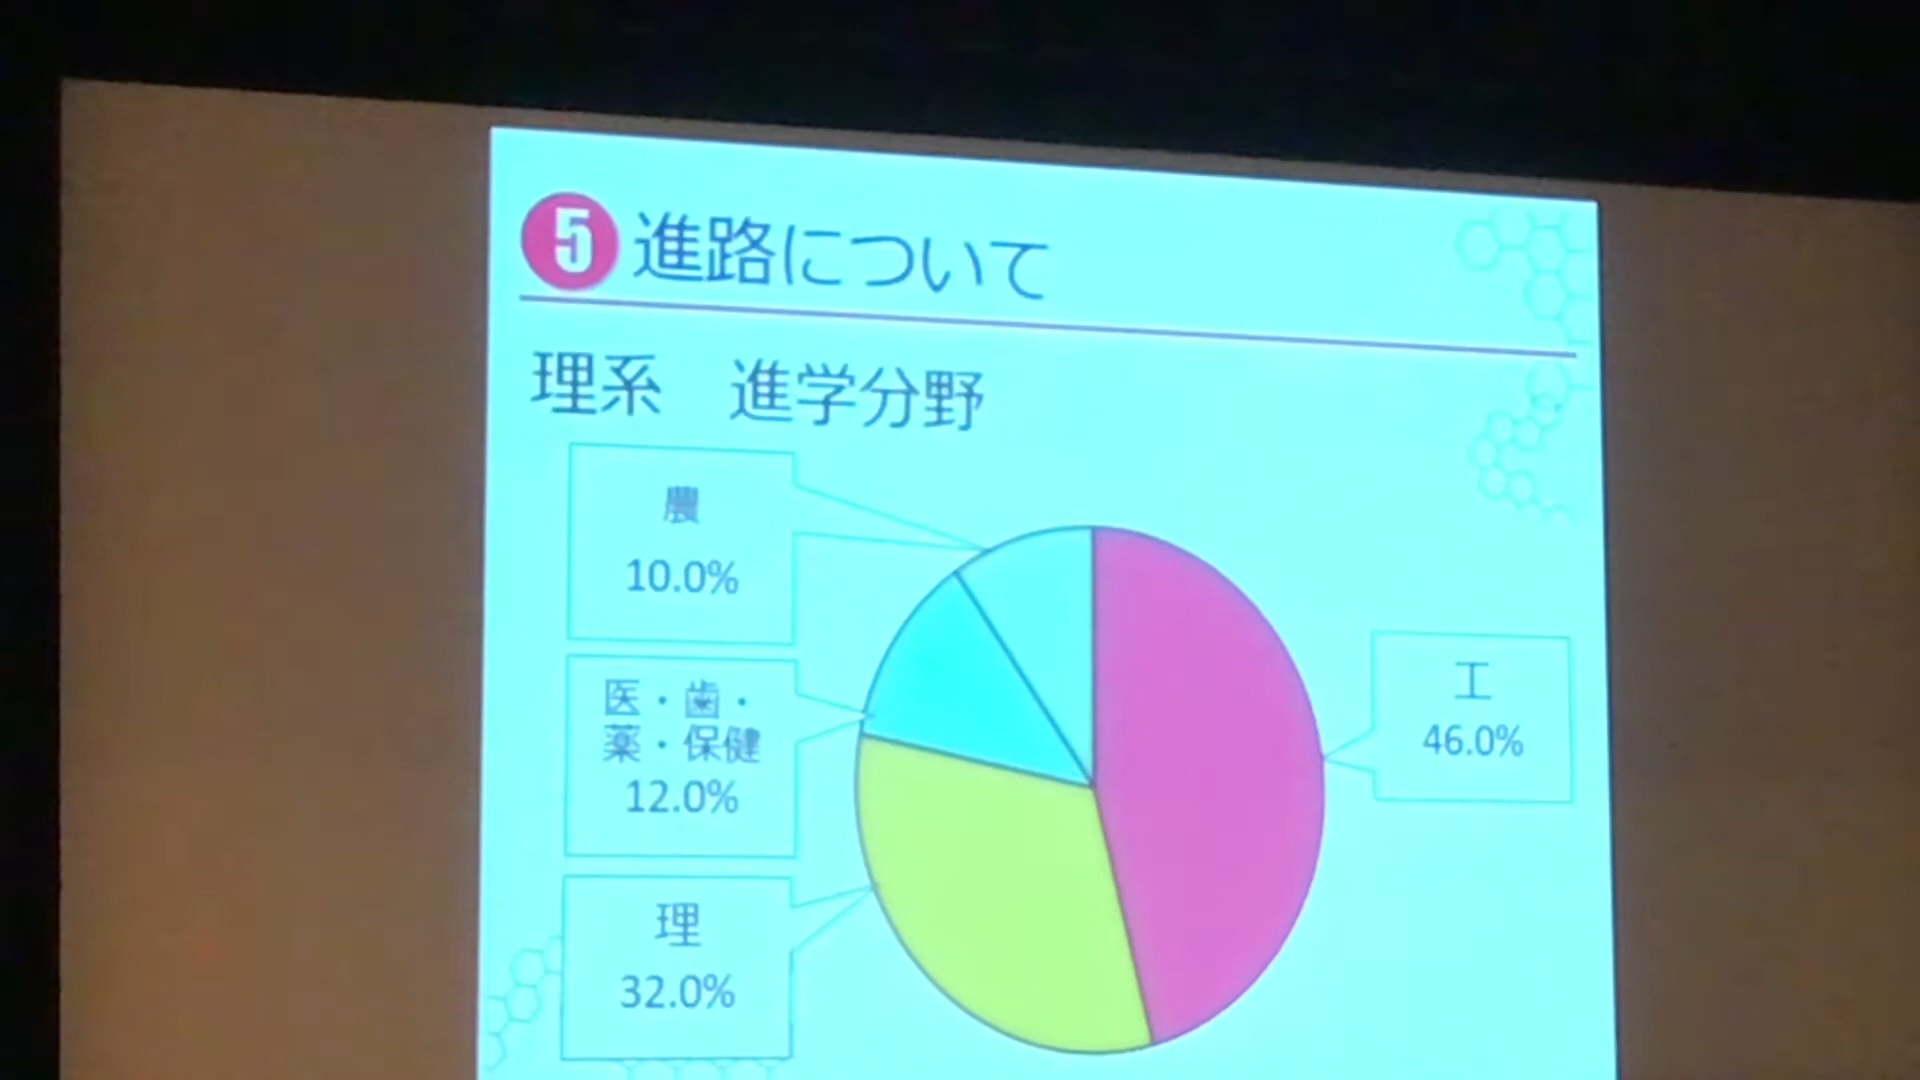 5 進路について
理系 進学分野
農
10.0%
医・歯・
薬・保健
12.0%
理
32.0%
工
46.0%